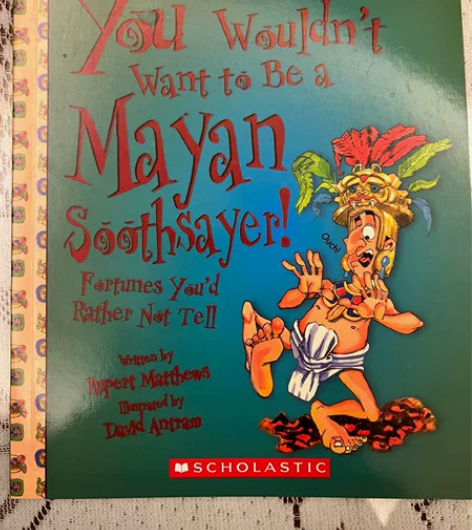 You Wouldn't
Want to Be a
Mayan
Soothsayer!
Ouch!
Fortunes You'd
Rather Not Tell
Written by
Rupert Matthews
Illustrated by
David Antram
SCHOLASTIC